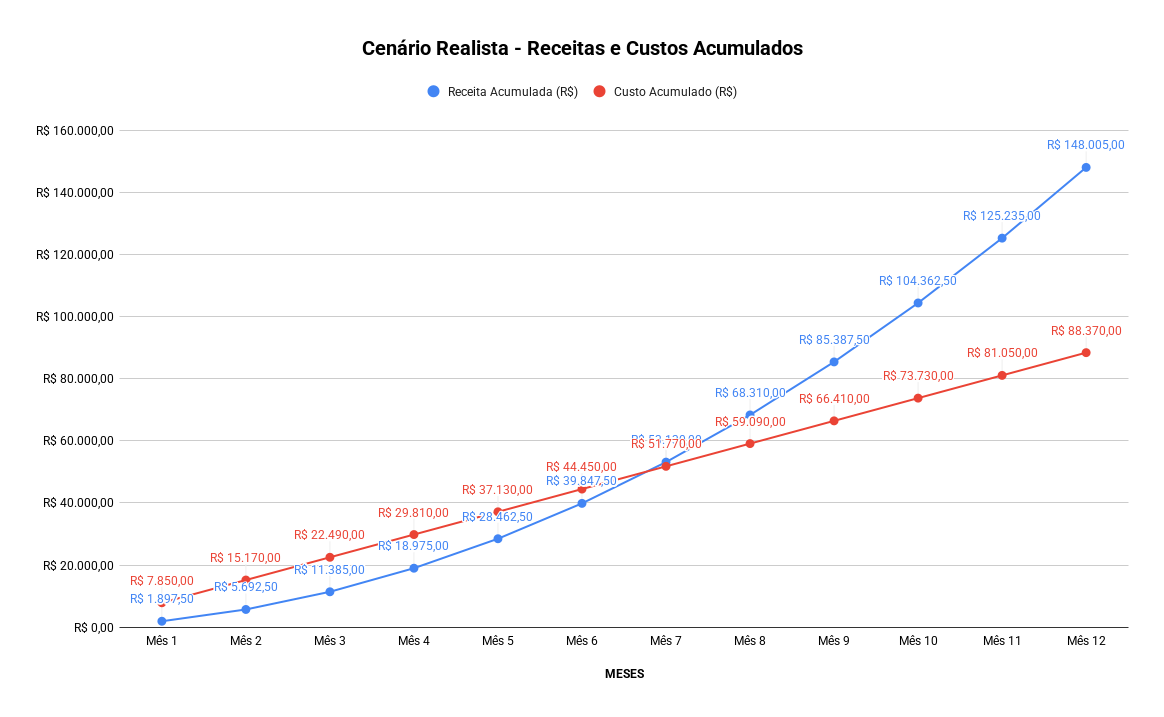 Cenário Realista - Receitas e Custos Acumulados
Receita Acumulada (R$) Custo Acumulado (R$)
R$ 160.000,00
R$ 140.000,00
R$ 120.000,00
R$ 100.000,00
R$ 80.000,00
R$ 60.000,00
R$ 40.000,00
R$ 20.000,00
R$ 0,00
R$ 148.005,00
R$ 125.235,00
R$ 104.362,50
R$ 85.387,50
R$ 68.310,00
R$ 39.847,50
R$ 28.462,50
R$ 18.975,00
R$ 11.385,00
R$ 5.692,50
R$ 1.897,50
R$ 88.370,00
R$ 81.050,00
R$ 73.730,00
R$ 66.410,00
R$ 59.090,00
R$ 51.770,00
R$ 44.450,00
R$ 37.130,00
R$ 29.810,00
R$ 22.490,00
R$ 15.170,00
R$ 7.850,00
Mês 1 Mês 2 Mês 3 Mês 4 Mês 5 Mês 6 Mês 7 Mês 8 Mês 9 Mês 10 Mês 11 Mês 12
MESES